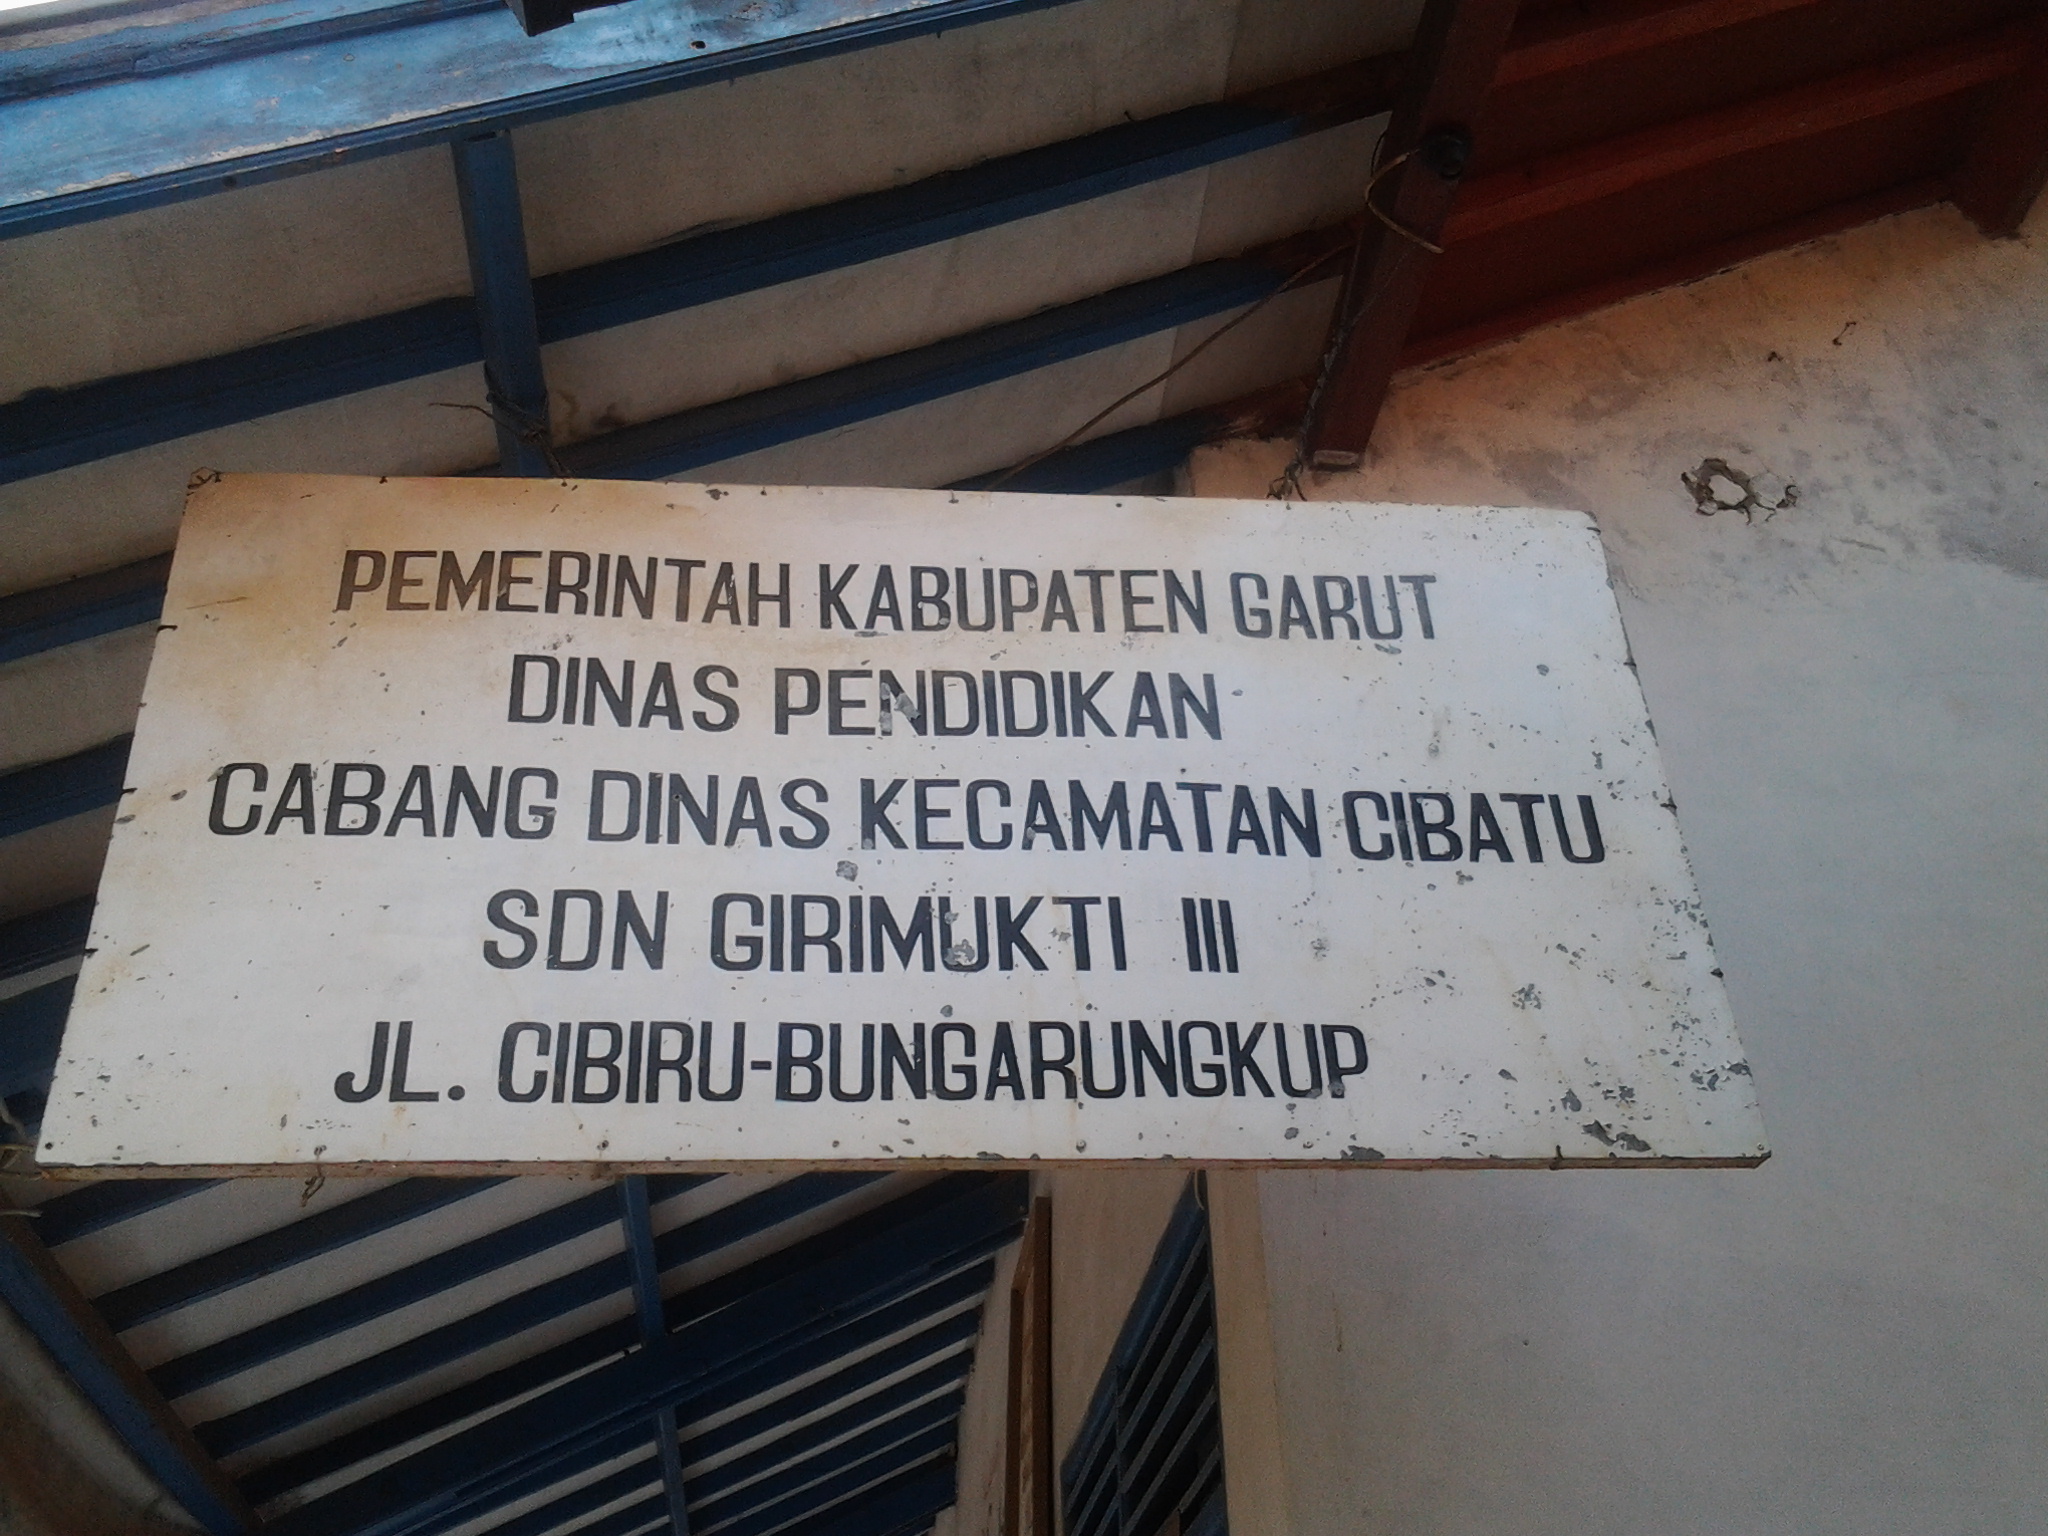 PEMERINTAH KABUPATEN GARUT
DINAS PENDIDIKAN
CABANG DINAS KECAMATAN CIBATU
SDN GIRIMUKTI III
JL. CIBIRU-BUNGARUNGKUP